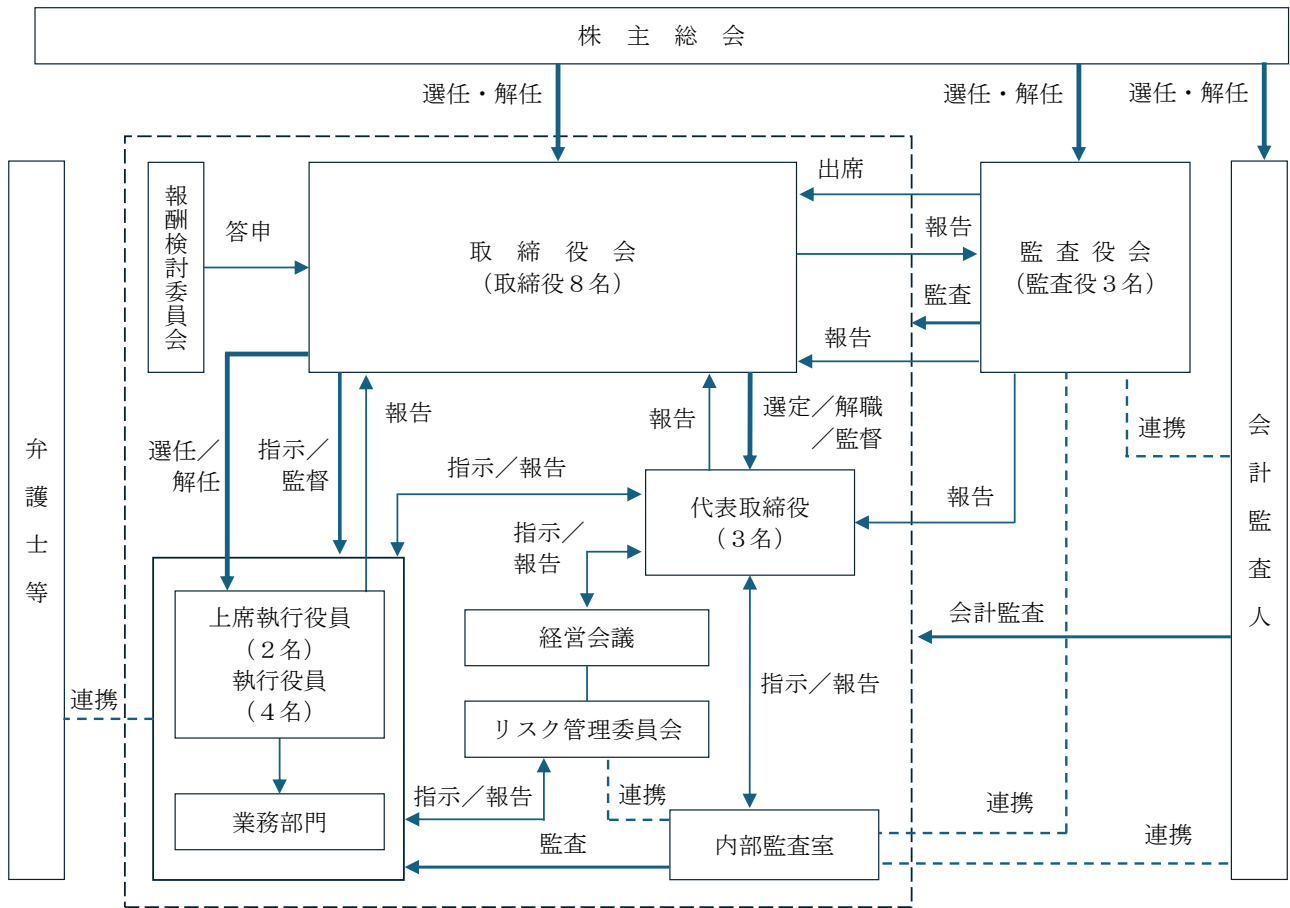 株主総会
選任・解任
選任・解任
選任・解任
報酬検討委員会
答申
取締役会
（取締役８名）
出席
報告
監査
報告
監査役会
（監査役３名）
弁護士等
会計監査人
選任／
解任
指示／
監督
報告
報告
選定／解職
／監督
連携
指示／報告
代表取締役
（３名）
報告
指示／
報告
上席執行役員
（２名）
執行役員
（４名）
経営会議
会計監査
連携
リスク管理委員会
指示／報告
業務部門
指示／報告
連携
連携
連携
監査
内部監査室